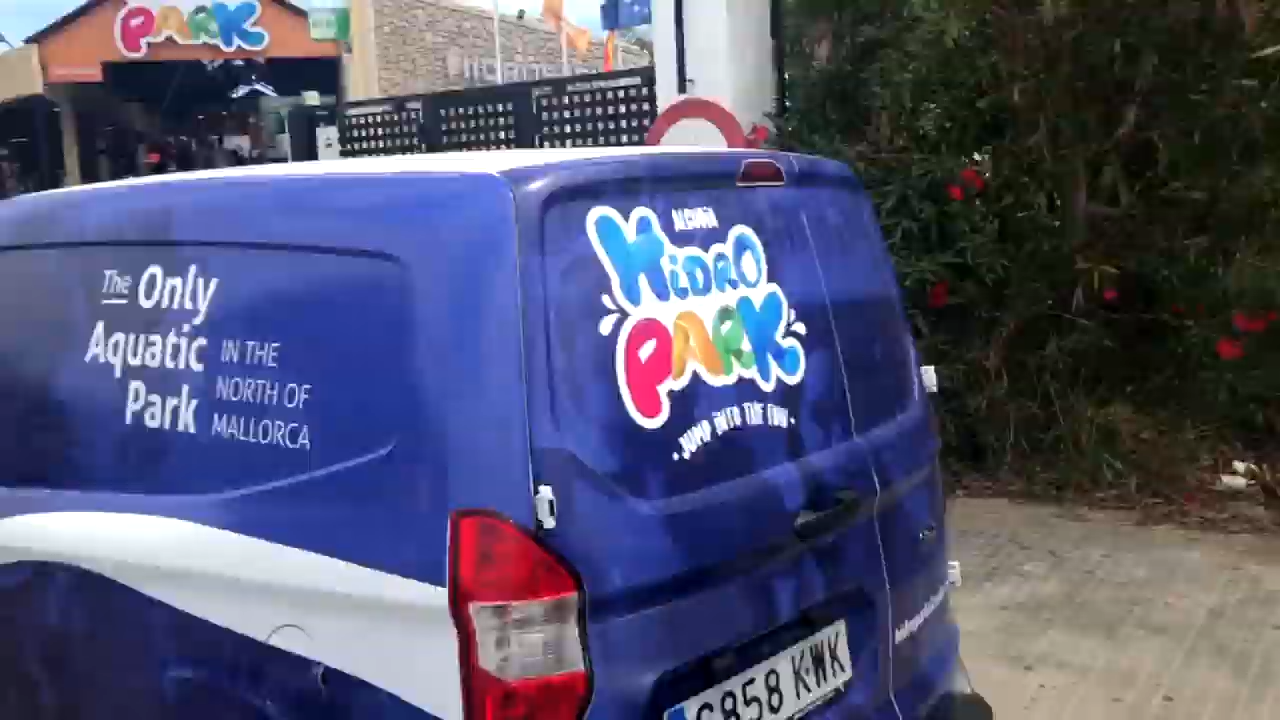 PARK
The Only
Aquatic
Park
IN THE
NORTH OF
MALLORCA
ALCUDIA
HIDRO
PARK
· JUMP INTO THE FUN ·
6858 KWK